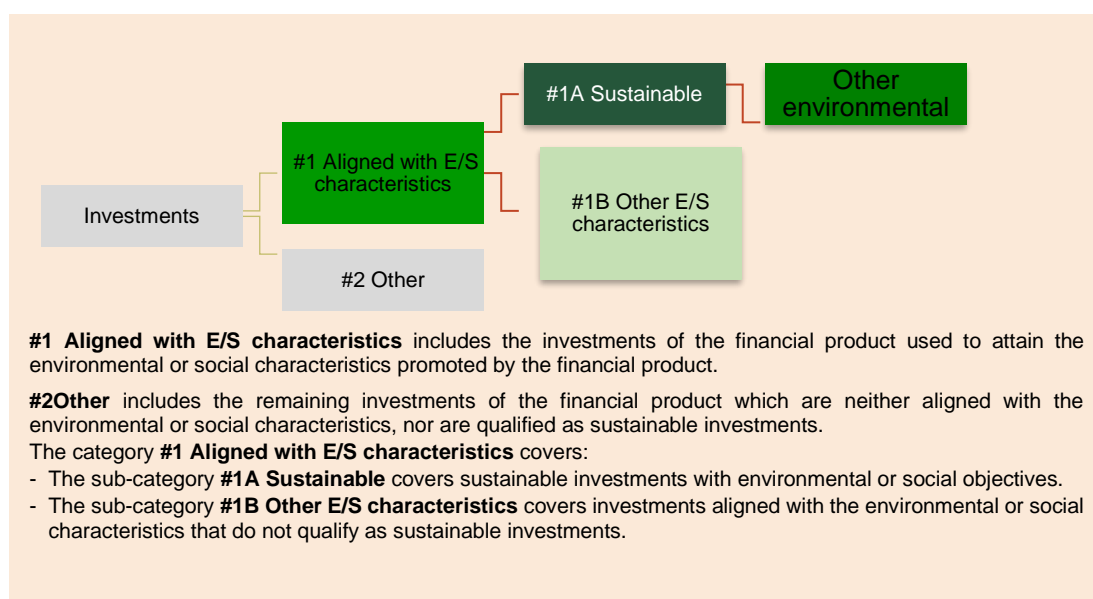 #1A Sustainable
Other
environmental
#1 Aligned with E/S
characteristics
#1B Other E/S
characteristics
Investments
#2 Other
#1 Aligned with E/S characteristics includes the investments of the financial product used to attain the
environmental or social characteristics promoted by the financial product.
#2Other includes the remaining investments of the financial product which are neither aligned with the
environmental or social characteristics, nor are qualified as sustainable investments.
The category #1 Aligned with E/S characteristics covers:
- The sub-category #1A Sustainable covers sustainable investments with environmental or social objectives.
- The sub-category #1B Other E/S characteristics covers investments aligned with the environmental or social
characteristics that do not qualify as sustainable investments.